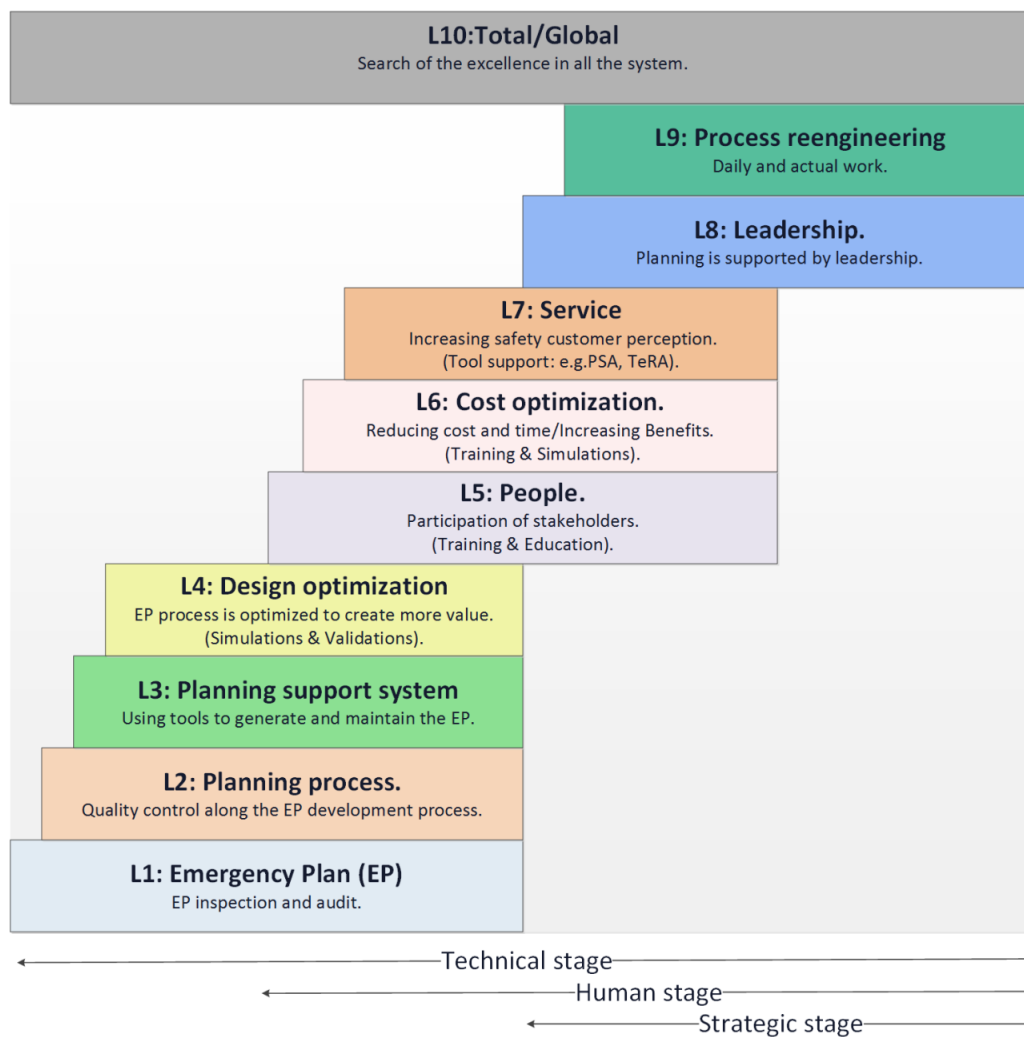 L10:Total/Global
Search of the excellence in all the system.
L9: Process reengineering
Daily and actual work.
L8: Leadership.
Planning is supported by leadership.
L7: Service
Increasing safety customer perception.
(Tool support: e.g.PSA, TeRA).
L6: Cost optimization.
Reducing cost and time/Increasing Benefits.
(Training & Simulations).
L5: People.
Participation of stakeholders.
(Training & Education).
L4: Design optimization
EP process is optimized to create more value.
(Simulations & Validations).
L3: Planning support system
Using tools to generate and maintain the EP.
L2: Planning process.
Quality control along the EP development process.
L1: Emergency Plan (EP)
EP inspection and audit.
Technical stage
Human stage
Strategic stage